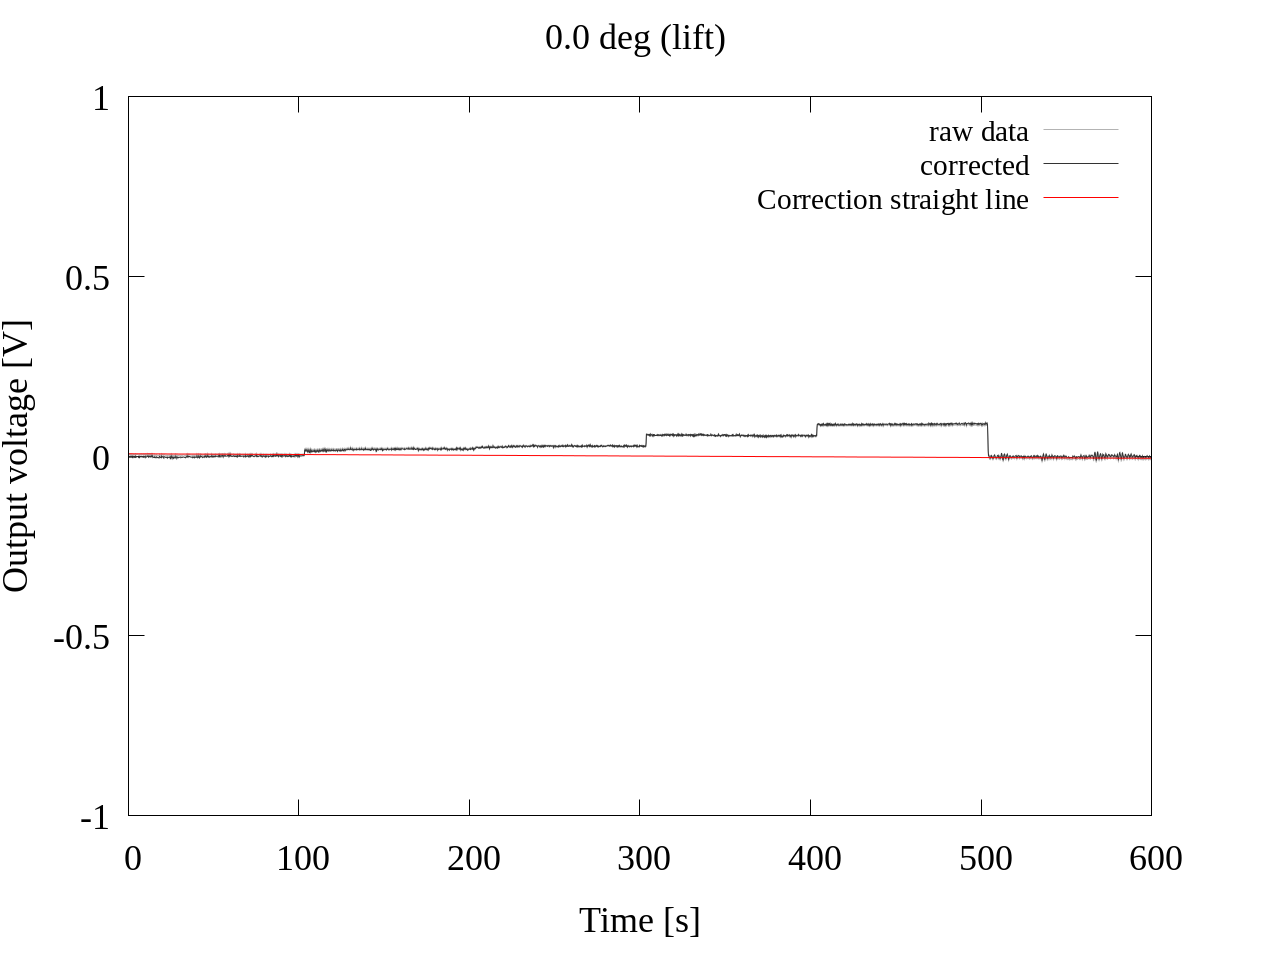 0.0 deg (lift)
1
0.5
0
-0.5
-1
Output voltage [V]
raw data
corrected
Correction straight line
0 100 200 300 400 500 600
Time [s]